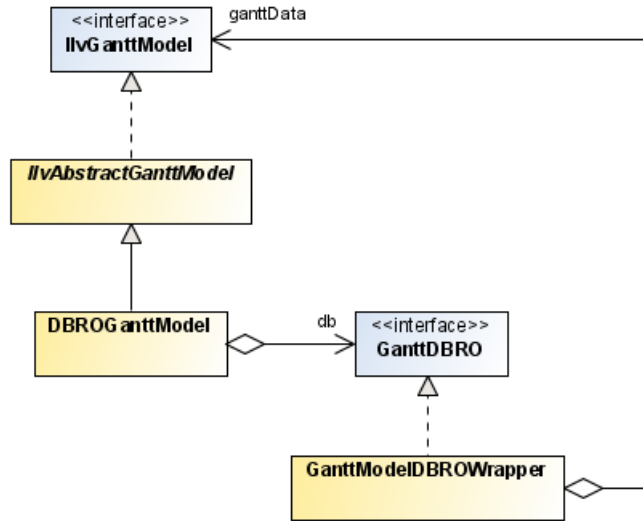 <<interface>>
IlvGanttModel
ganttData
IlvAbstractGanttModel
DBROGanttModel
db
<<interface>>
GanttDBRO
GanttModelDBROWrapper